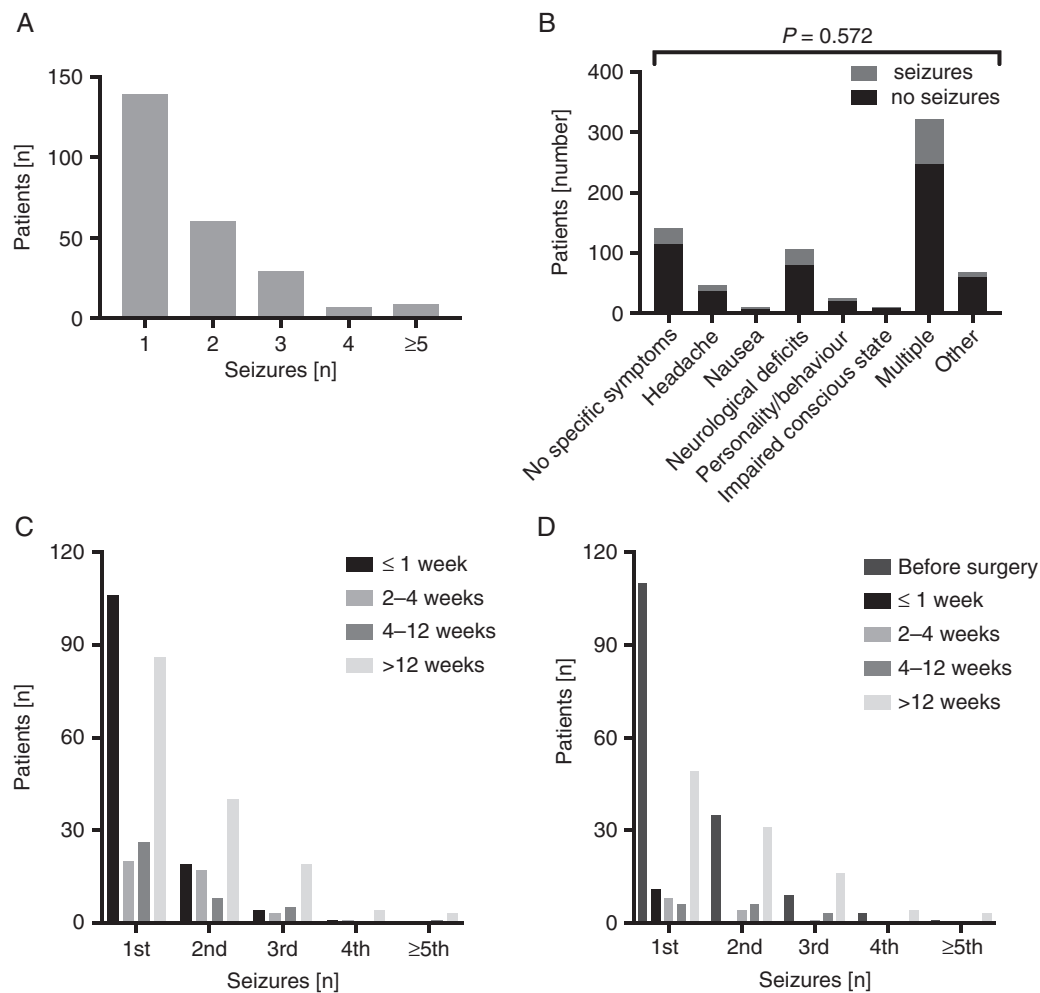 A
Patients [n]
150
100
50
0
1 2 3 4 ≥5
Seizures [n]
B
P = 0.572
seizures
no seizures
Patients [number]
400
300
200
100
0
No specific symptoms
Headache
Nausea
Neurological deficits
Personality/behaviour
Impaired conscious state
Multiple
Other
C
Patients [n]
120
90
60
30
0
≤ 1 week
2–4 weeks
4–12 weeks
>12 weeks
1st 2nd 3rd 4th ≥5th
Seizures [n]
D
Patients [n]
120
90
60
30
0
Before surgery
≤ 1 week
2–4 weeks
4–12 weeks
>12 weeks
1st 2nd 3rd 4th ≥5th
Seizures [n]